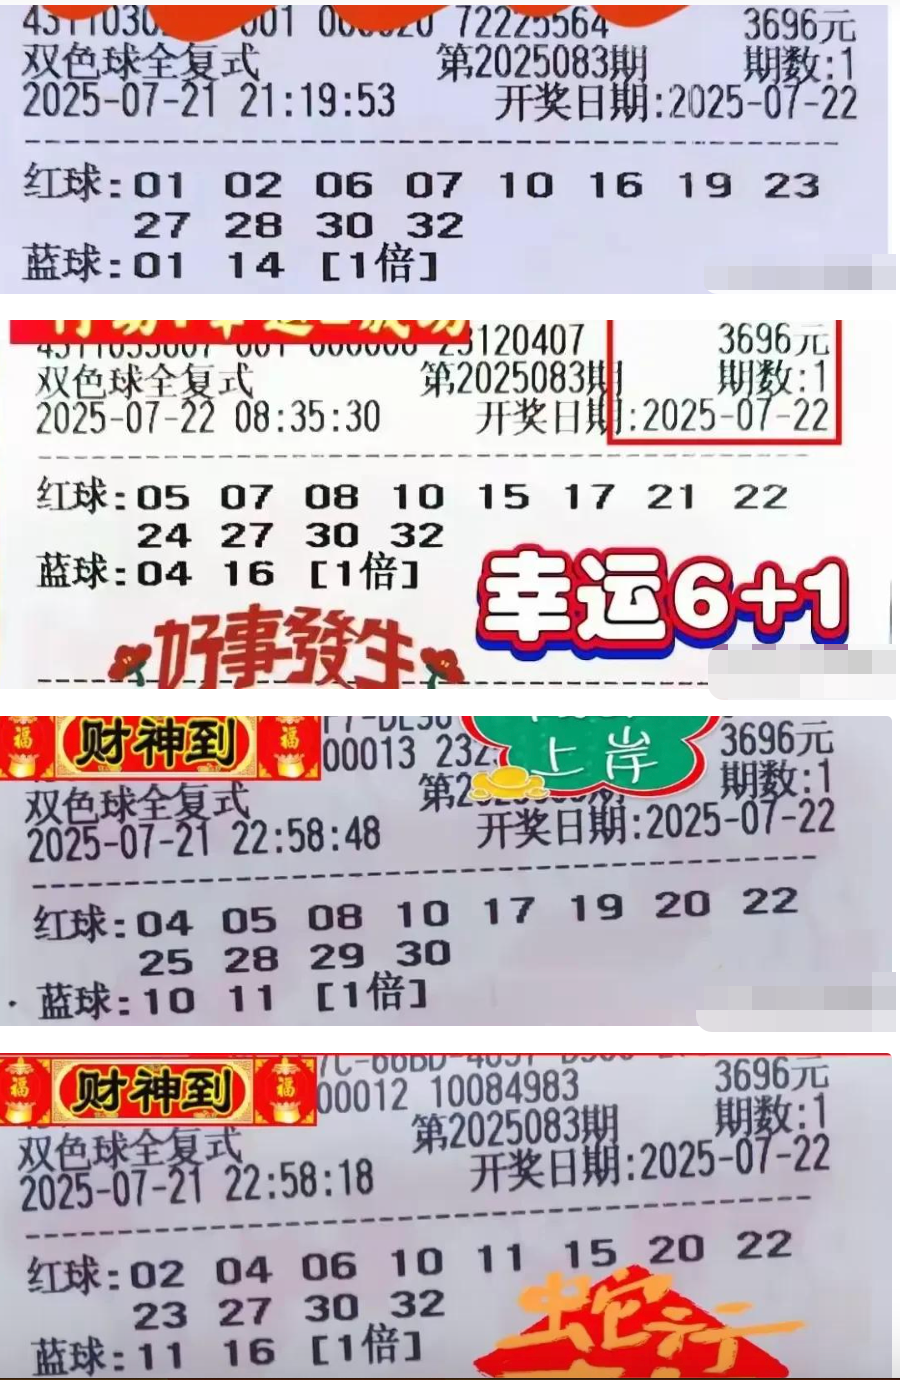 72225564 3696元
双色球全复式 第2025083期 期数:1
2025-07-21 21:19:53 开奖日期:2025-07-22
红球:01 02 06 07 10 16 19 23
27 28 30 32
蓝球:01 14 [1倍]
23120407 3696元
双色球全复式 第2025083期 期数:1
2025-07-22 08:35:30 开奖日期:2025-07-22
红球:05 07 08 10 15 17 21 22
24 27 30 32
蓝球:04 16 [1倍]
幸运6+1
好事發生
福 财神到 福
00013 232
上岸
3696元
双色球全复式 期数:1
2025-07-21 22:58:48 开奖日期:2025-07-22
红球:04 05 08 10 17 19 20 22
25 28 29 30
蓝球:10 11 [1倍]
福 财神到 福
00012 10084983 3696元
双色球全复式 第2025083期 期数:1
2025-07-21 22:58:18 开奖日期:2025-07-22
红球:02 04 06 10 11 15 20 22
23 27 30 32
蓝球:11 16 [1倍]
蛇行